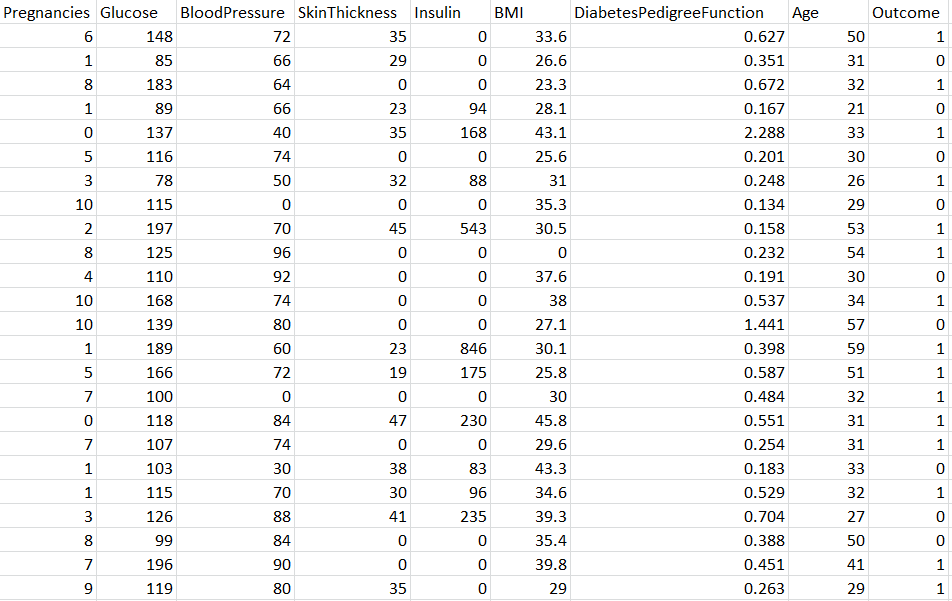 Pregnancies Glucose BloodPressure SkinThickness Insulin BMI DiabetesPedigreeFunction Age Outcome
6 148 72 35 0 33.6 0.627 50 1
1 85 66 29 0 26.6 0.351 31 0
8 183 64 0 0 23.3 0.672 32 1
1 89 66 23 94 28.1 0.167 21 0
0 137 40 35 168 43.1 2.288 33 1
5 116 74 0 0 25.6 0.201 30 0
3 78 50 32 88 31 0.248 26 1
10 115 0 0 0 35.3 0.134 29 0
2 197 70 45 543 30.5 0.158 53 1
8 125 96 0 0 0 0.232 54 1
4 110 92 0 0 37.6 0.191 30 0
10 168 74 0 0 38 0.537 34 1
10 139 80 0 0 27.1 1.441 57 0
1 189 60 23 846 30.1 0.398 59 1
5 166 72 19 175 25.8 0.587 51 1
7 100 0 0 0 30 0.484 32 1
0 118 84 47 230 45.8 0.551 31 1
7 107 74 0 0 29.6 0.254 31 1
1 103 30 38 83 43.3 0.183 33 0
1 115 70 30 96 34.6 0.529 32 1
3 126 88 41 235 39.3 0.704 27 0
8 99 84 0 0 35.4 0.388 50 0
7 196 90 0 0 39.8 0.451 41 1
9 119 80 35 0 29 0.263 29 1